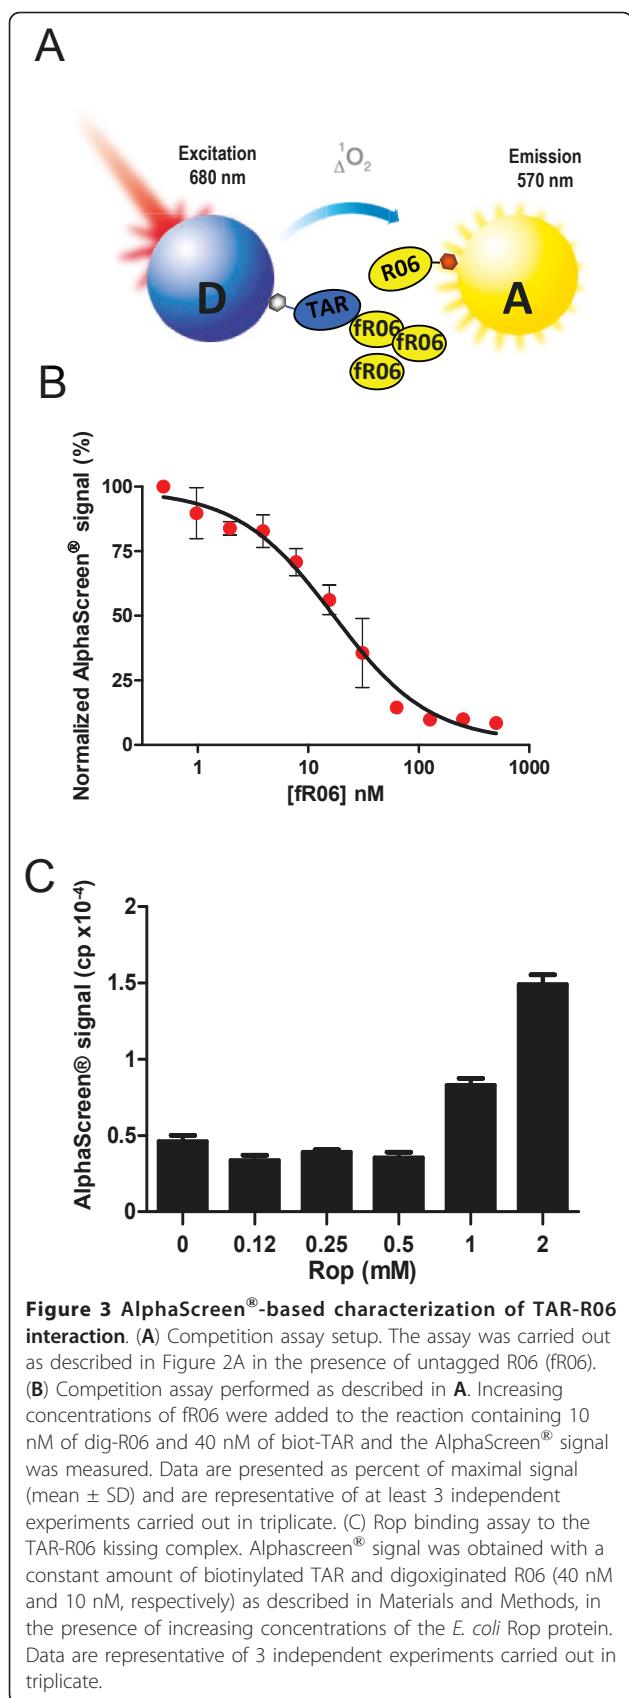 A
Excitation
680 nm
1
ΔO2
Emission
570 nm
D
TAR
R06
A
fR06
fR06
fR06
B
Normalized AlphaScreen® signal (%)
100
75
50
25
0
1
10
100
1000
[fR06] nM
C
AlphaScreen® signal (cp x10-4)
2
1.5
1
0.5
0
0
0.12
0.25
0.5
1
2
Rop (mM)
Figure 3 AlphaScreen®-based characterization of TAR-R06
interaction. (A) Competition assay setup. The assay was carried out
as described in Figure 2A in the presence of untagged R06 (fR06).
(B) Competition assay performed as described in A. Increasing
concentrations of fR06 were added to the reaction containing 10
nM of dig-R06 and 40 nM of biot-TAR and the AlphaScreen® signal
was measured. Data are presented as percent of maximal signal
(mean ± SD) and are representative of at least 3 independent
experiments carried out in triplicate. (C) Rop binding assay to the
TAR-R06 kissing complex. Alphascreen® signal was obtained with a
constant amount of biotinylated TAR and digoxiginated R06 (40 nM
and 10 nM, respectively) as described in Materials and Methods, in
the presence of increasing concentrations of the E. coli Rop protein.
Data are representative of 3 independent experiments carried out in
triplicate.